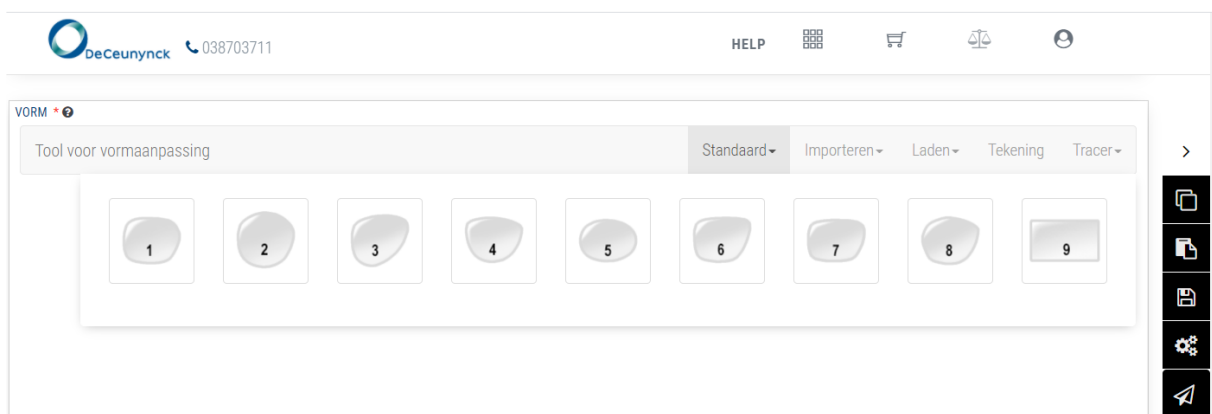 DeCeunynck 038703711 HELP
VORM *
Tool voor vormaanpassing Standaard Importeren Laden Tekening Tracer
1 2 3 4 5 6 7 8 9